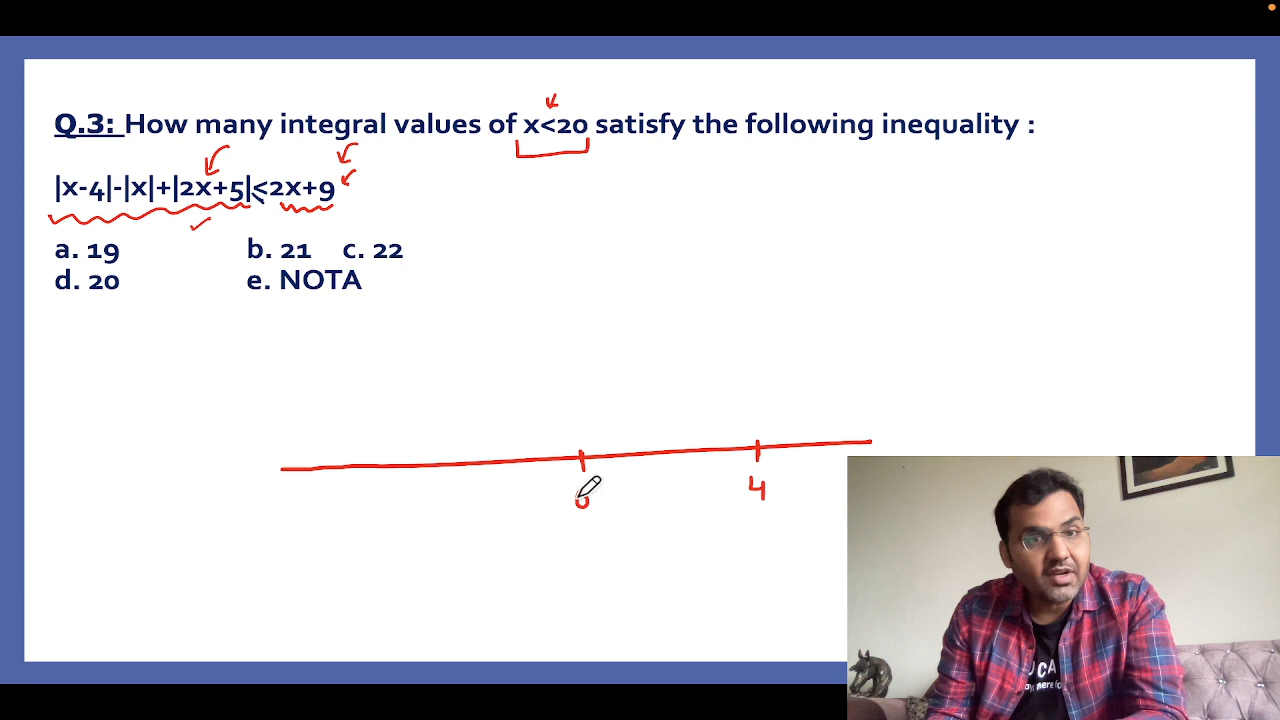 Q.3: How many integral values of x<20 satisfy the following inequality :
|x-4|-|x|+|2x+5|≤2x+9
a. 19 b. 21 c. 22
d. 20 e. NOTA
0 4